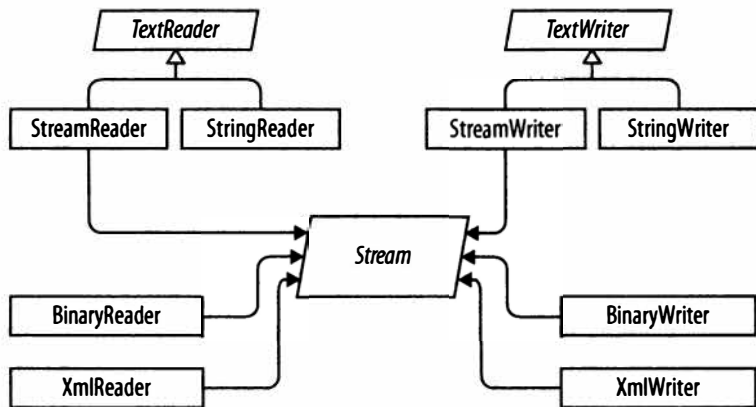 TextReader
TextWriter
StreamReader
StringReader
StreamWriter
StringWriter
Stream
BinaryReader
BinaryWriter
XmlReader
XmlWriter